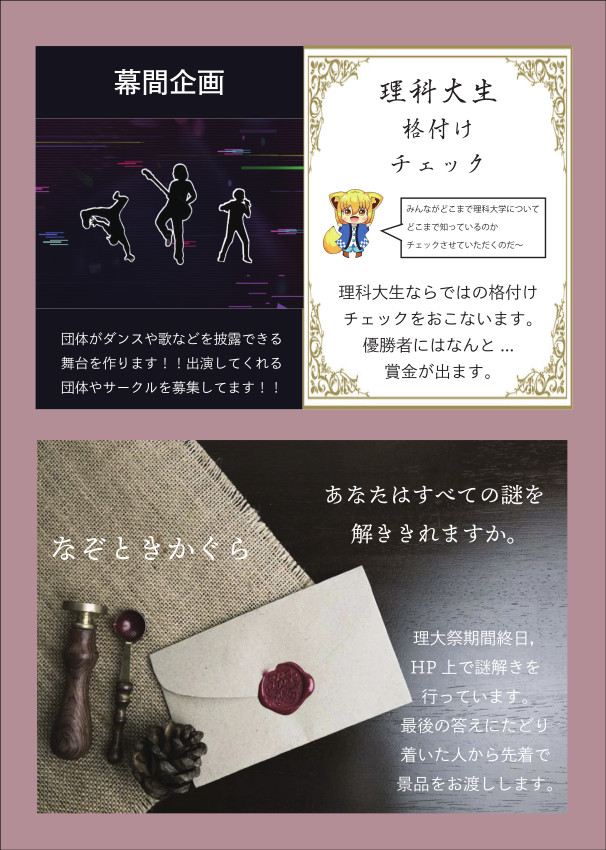 幕間企画
団体がダンスや歌などを披露できる
舞台を作ります！！出演してくれる
団体やサークルを募集してます！！
理科大生
格付け
チェック
みんながどこまで理科大学について
どこまで知っているのか
チェックさせていただくのだ〜
理科大生ならではの格付け
チェックをおこないます。
優勝者にはなんと...
賞金が出ます。
なぞときかぐら
あなたはすべての謎を
解ききれますか。
理大祭期間終日,
HP上で謎解きを
行っています。
最後の答えにたどり
着いた人から先着で
景品をお渡しします。